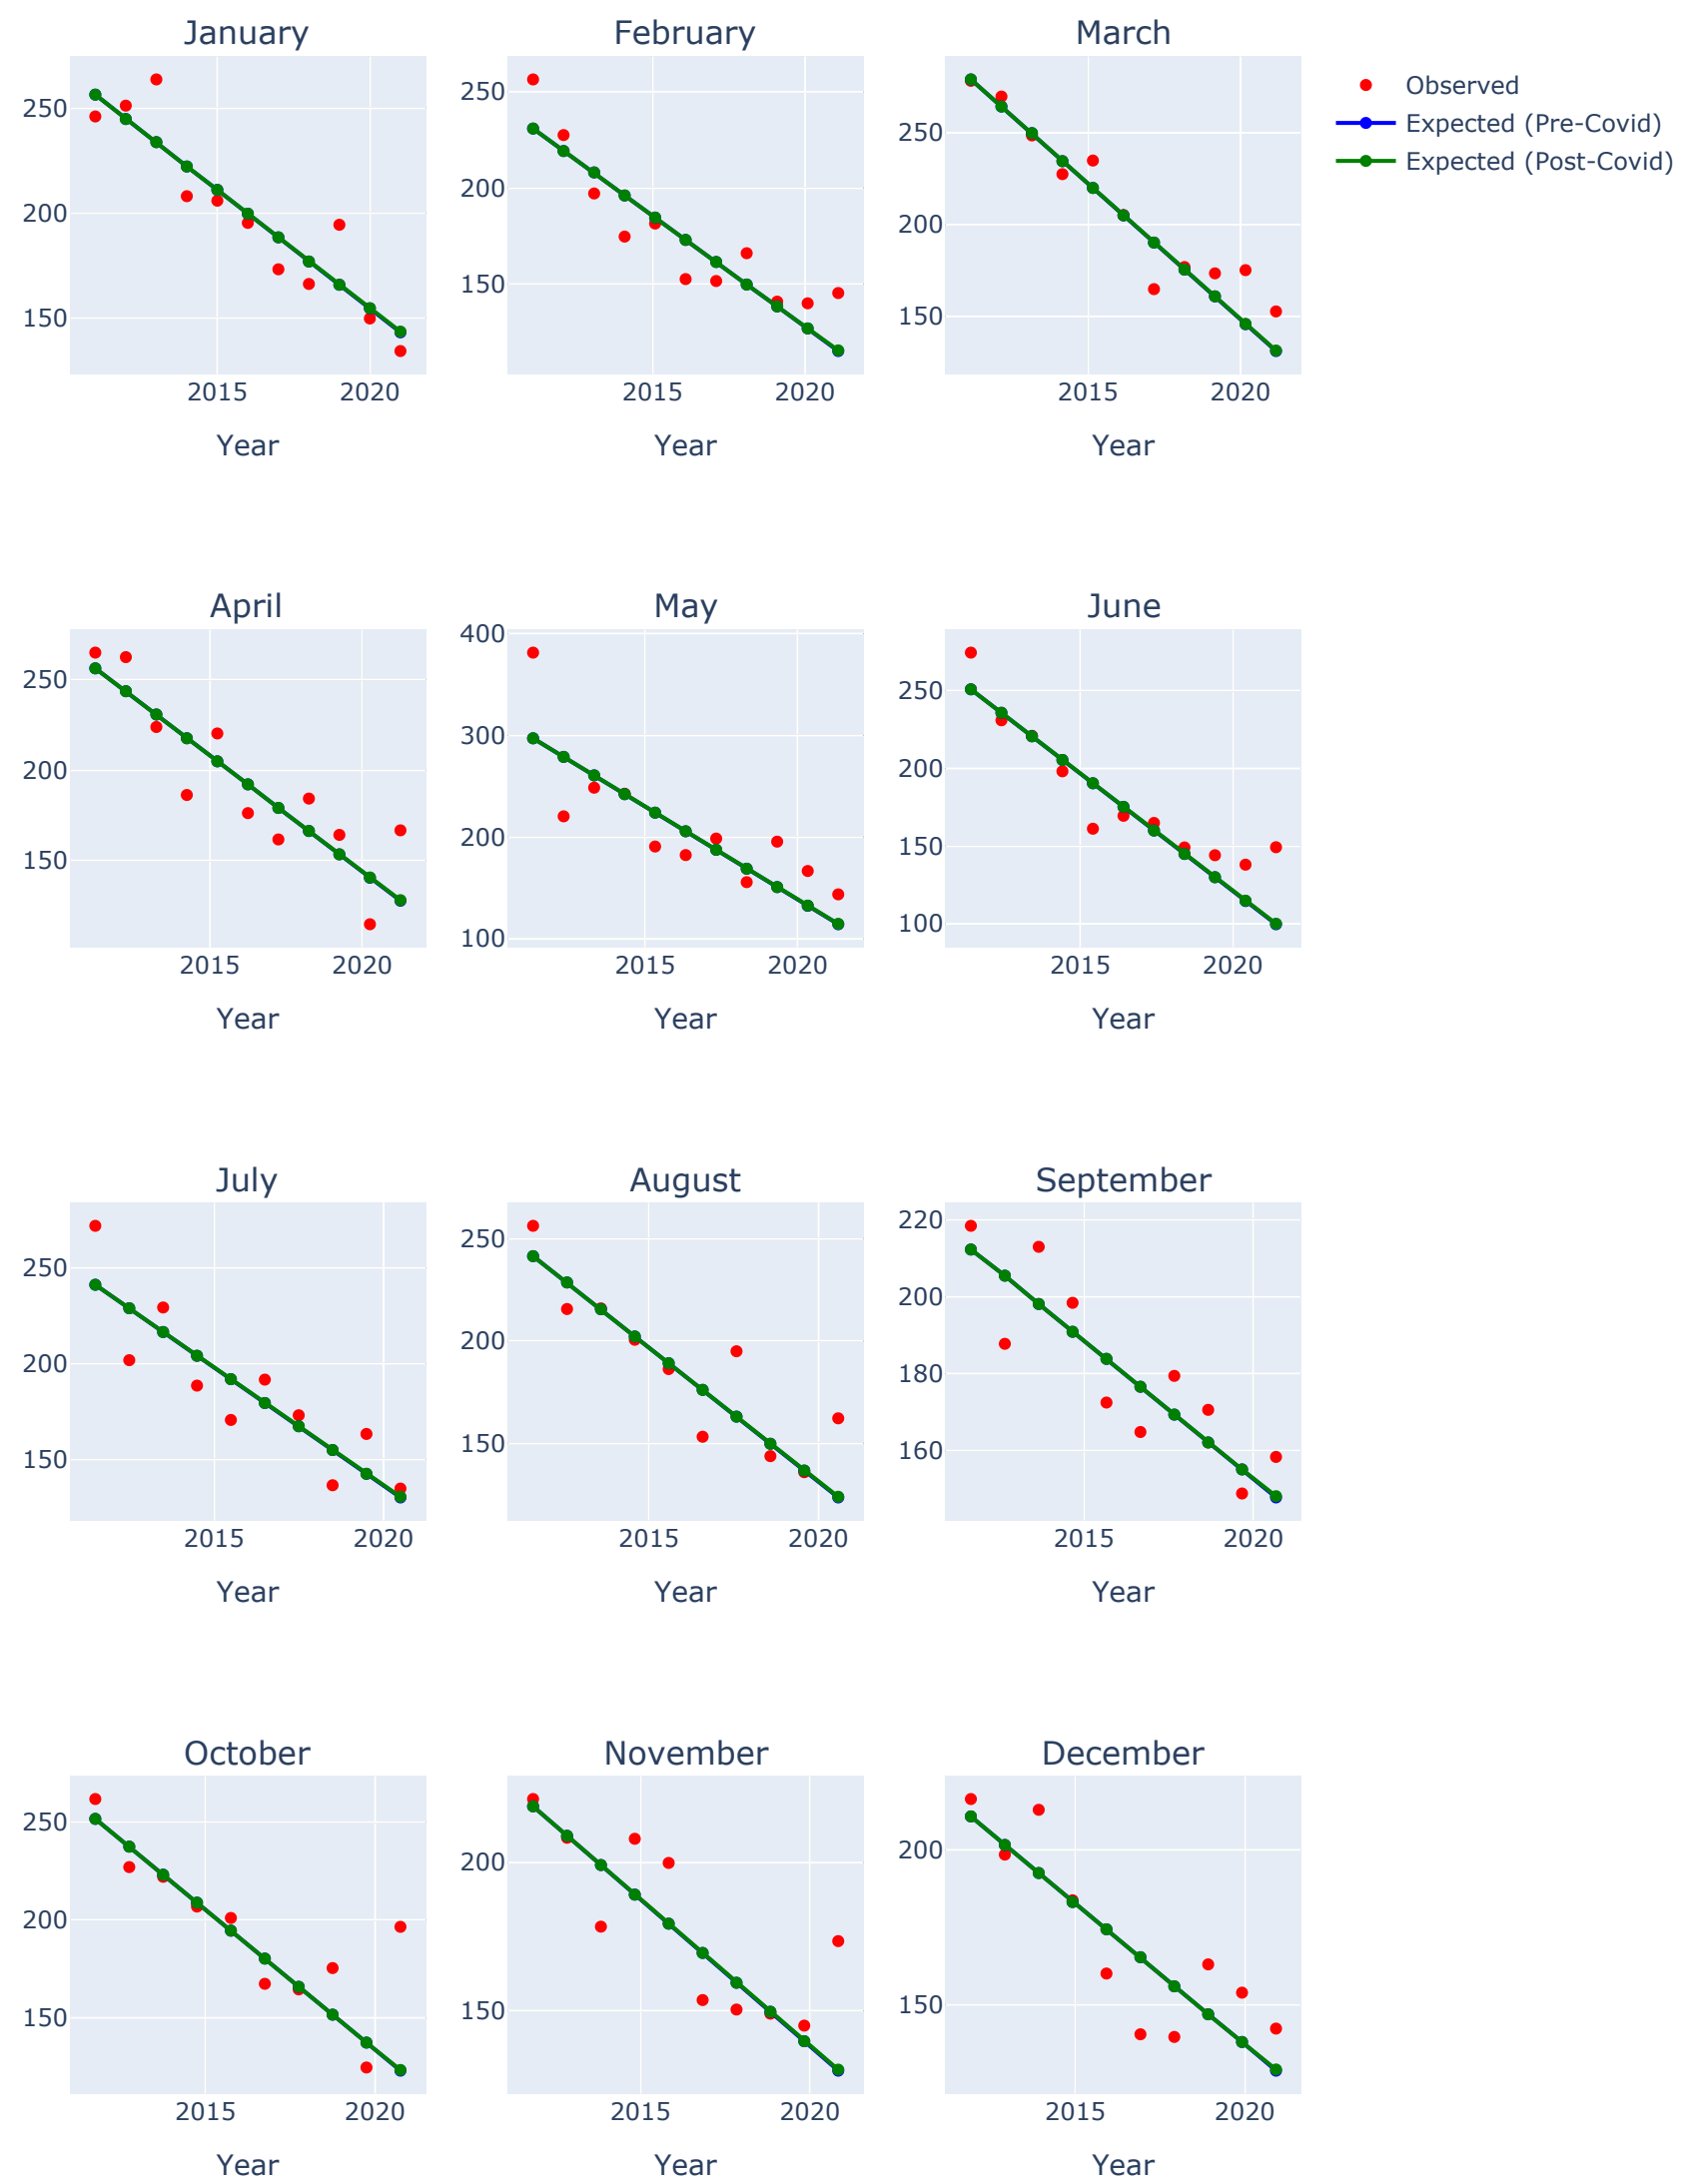 January
February
March
250
200
150
2015
2020
Year
250
200
150
2015
2020
Year
250
200
150
2015
2020
Year
Observed
Expected (Pre-Covid)
Expected (Post-Covid)
April
May
June
250
200
150
2015
2020
Year
400
300
200
100
2015
2020
Year
250
200
150
100
2015
2020
Year
July
August
September
250
200
150
2015
2020
Year
250
200
150
2015
2020
Year
220
200
180
160
2015
2020
Year
October
November
December
250
200
150
2015
2020
Year
200
150
2015
2020
Year
200
150
2015
2020
Year